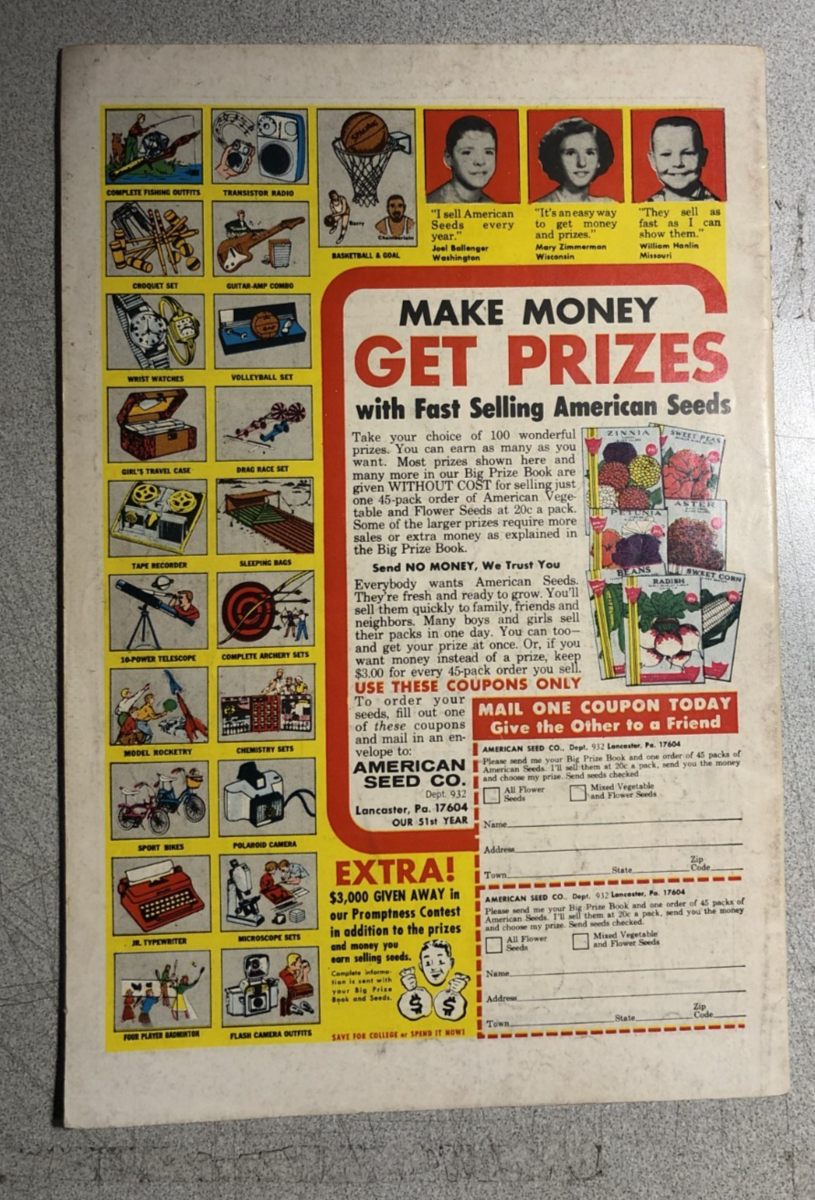 COMPLETE FISHING OUTFITS
TRANSISTOR RADIO
CROQUET SET
GUITAR-AMP COMBO
WRIST WATCHES
VOLLEYBALL SET
GIRL'S TRAVEL CASE
DRAG RACE SET
TAPE RECORDER
SLEEPING BAGS
10-POWER TELESCOPE
COMPLETE ARCHERY SETS
MODEL ROCKETRY
CHEMISTRY SETS
SPORT BIKES
POLAROID CAMERA
JR. TYPEWRITER
MICROSCOPE SETS
FOUR PLAYER BADMINTON
FLASH CAMERA OUTFITS
SPALDING
Barry
Chamberlain
BASKETBALL & GOAL
"I sell American
Seeds every
year."
Joel Ballenger
Washington
"It's an easy way
to get money
and prizes."
Mary Zimmerman
Wisconsin
"They sell as
fast as I can
show them."
William Hanlin
Missouri
MAKE MONEY
GET PRIZES
with Fast Selling American Seeds
Take your choice of 100 wonderful
prizes. You can earn as many as you
want. Most prizes shown here and
many more in our Big Prize Book are
given WITHOUT COST for selling just
one 45-pack order of American Vege-
table and Flower Seeds at 20c a pack.
Some of the larger prizes require more
sales or extra money as explained in
the Big Prize Book.
Send NO MONEY, We Trust You
Everybody wants American Seeds.
They're fresh and ready to grow. You'll
sell them quickly to family, friends and
neighbors. Many boys and girls sell
their packs in one day. You can too—
and get your prize at once. Or, if you
want money instead of a prize, keep
$3.00 for every 45-pack order you sell.
USE THESE COUPONS ONLY
To order your
seeds, fill out one
of these coupons
and mail in an en-
velope to:
AMERICAN
SEED CO.
Dept. 932
Lancaster, Pa. 17604
OUR 51st YEAR
ZINNIA
SWEET PEAS
PETUNIA
ASTER
BEANS
RADISH
SWEET CORN
MAIL ONE COUPON TODAY
Give the Other to a Friend
AMERICAN SEED CO., Dept. 932 Lancaster, Pa. 17604
Please send me your Big Prize Book and one order of 45 packs of
American Seeds. I'll sell them at 20c a pack, send you the money
and choose my prize. Send seeds checked.
All Flower
Seeds
Mixed Vegetable
and Flower Seeds
Name
Address
Town State Zip Code
AMERICAN SEED CO., Dept. 932 Lancaster, Pa. 17604
Please send me your Big Prize Book and one order of 45 packs of
American Seeds. I'll sell them at 20c a pack, send you the money
and choose my prize. Send seeds checked.
All Flower
Seeds
Mixed Vegetable
and Flower Seeds
Name
Address
Town State Zip Code
EXTRA!
$3,000 GIVEN AWAY in
our Promptness Contest
in addition to the prizes
and money you
earn selling seeds.
Complete informa-
tion is sent with
your Big Prize
Book and Seeds.
$ $
SAVE FOR COLLEGE or SPEND IT NOW!